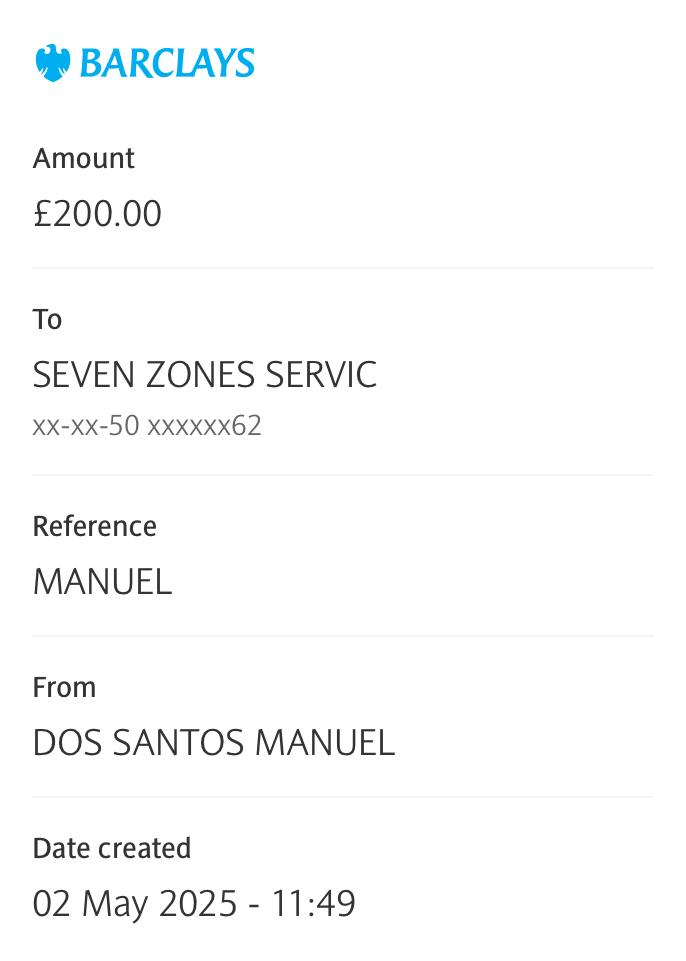 BARCLAYS
Amount
£200.00
To
SEVEN ZONES SERVIC
xx-xx-50 xxxxxx62
Reference
MANUEL
From
DOS SANTOS MANUEL
Date created
02 May 2025 - 11:49